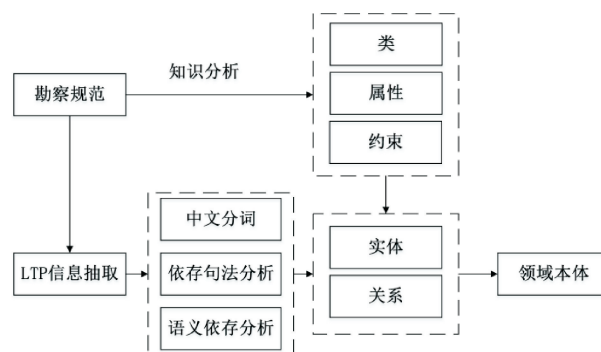 类
知识分析
勘察规范
属性
约束
中文分词
实体
LTP信息抽取
依存句法分析
领域本体
关系
语义依存分析